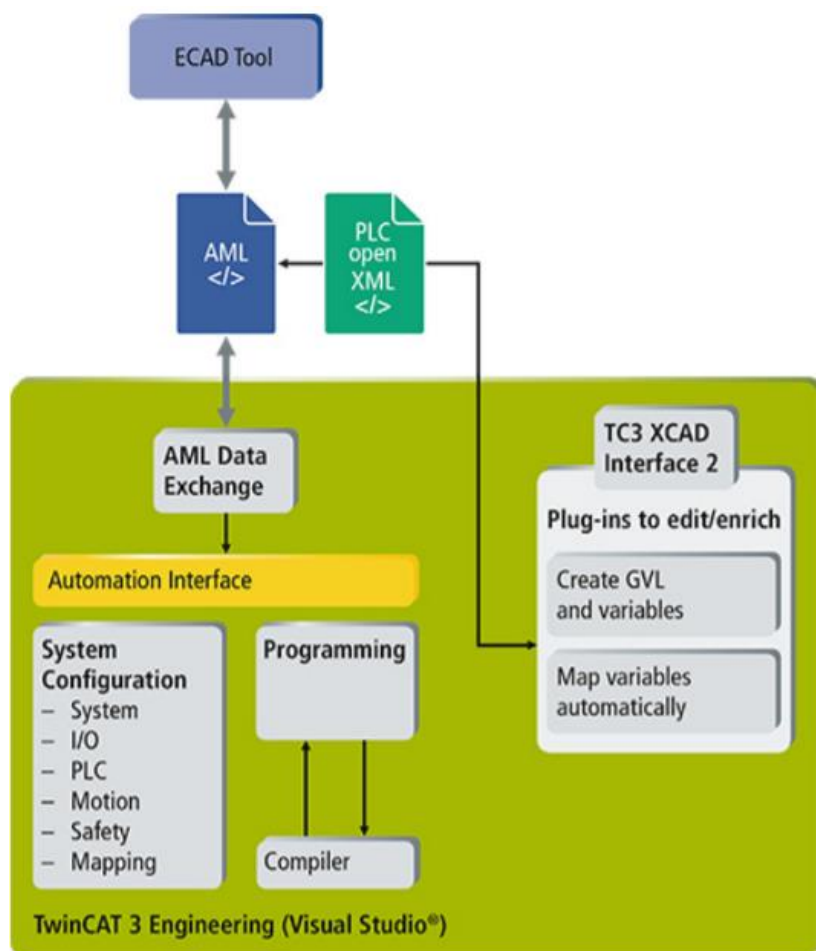 ECAD Tool
AML
</>
PLC
open
XML
</>
AML Data
Exchange
TC3 XCAD
Interface 2
Plug-ins to edit/enrich
Create GVL
and variables
Map variables
automatically
Automation Interface
System
Configuration
– System
– I/O
– PLC
– Motion
– Safety
– Mapping
Programming
Compiler
TwinCAT 3 Engineering (Visual Studio®)